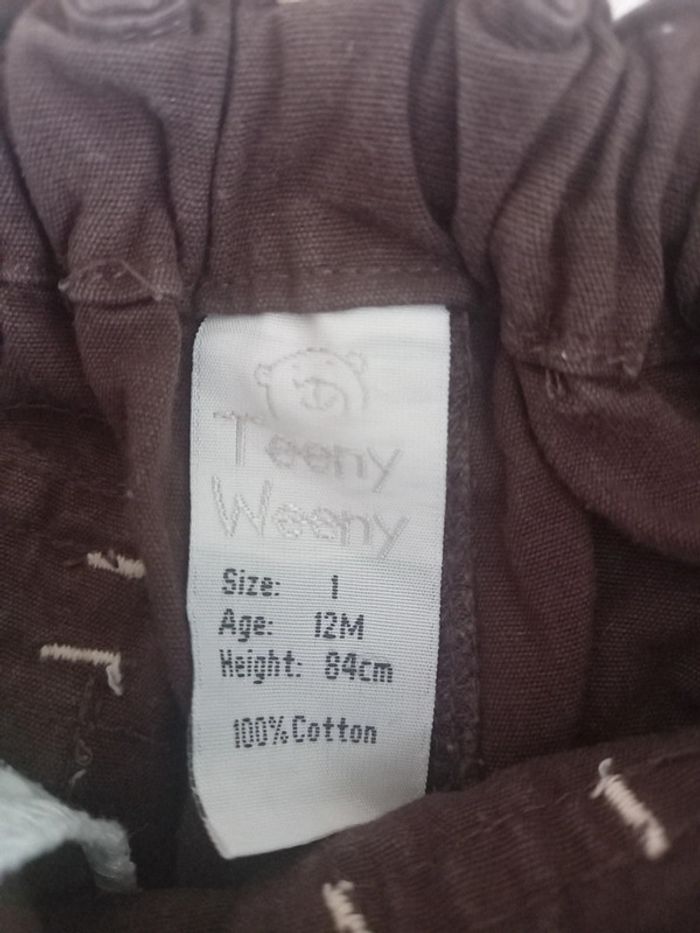 Teeny
Weeny
Size: 1
Age: 12M
Height: 84cm
100% Cotton